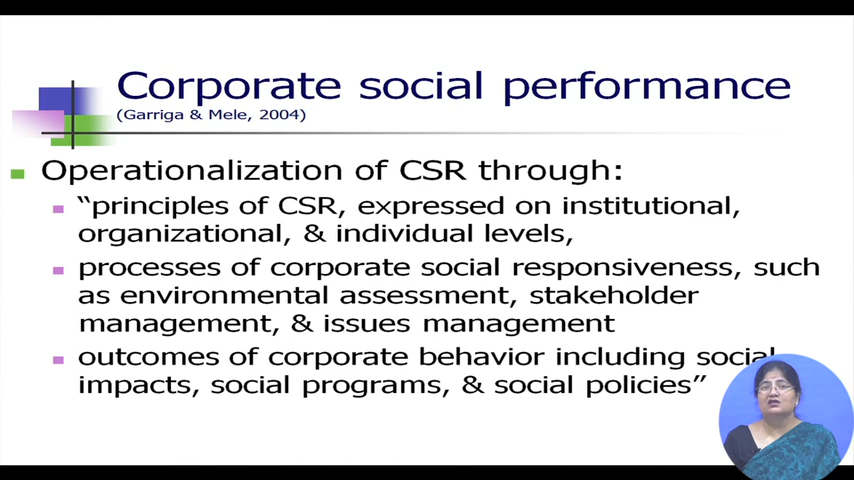 Corporate social performance
(Garriga & Mele, 2004)
Operationalization of CSR through:
“principles of CSR, expressed on institutional,
organizational, & individual levels,
processes of corporate social responsiveness, such
as environmental assessment, stakeholder
management, & issues management
outcomes of corporate behavior including social
impacts, social programs, & social policies”